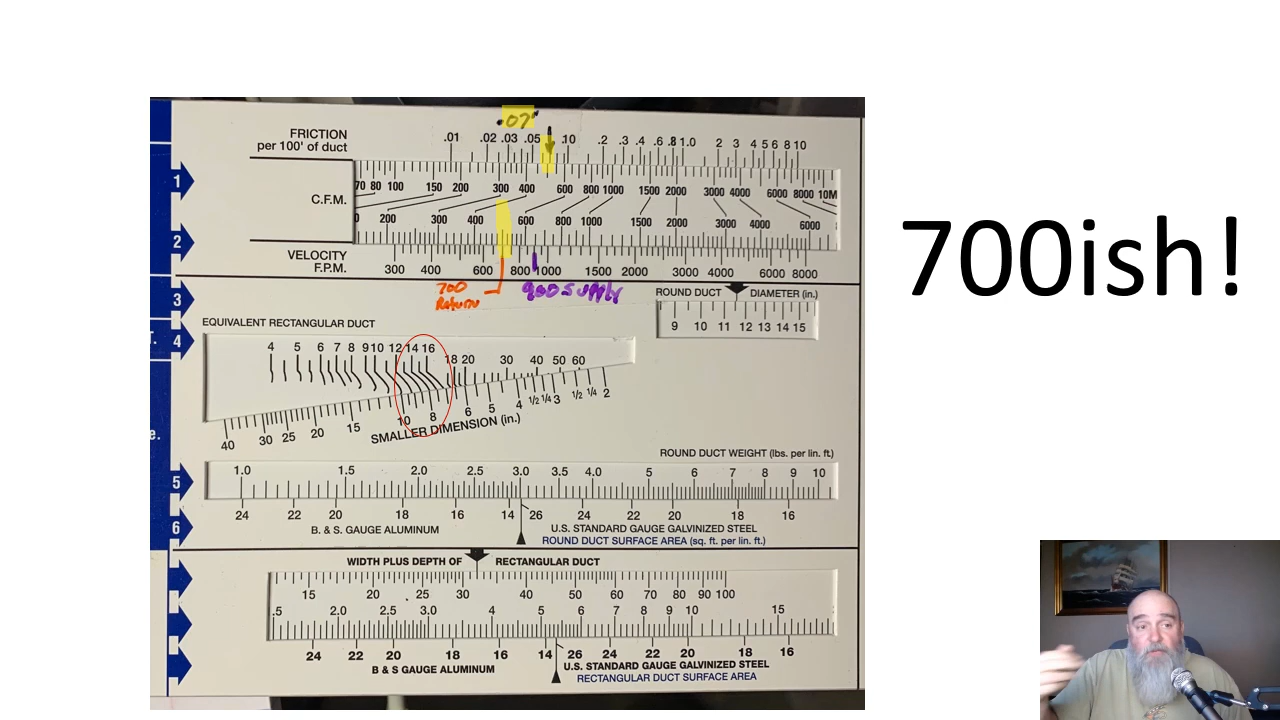 .07"
FRICTION
per 100' of duct
.01 .02 .03 .05 .10 .2 .3 .4 .6 .8 1.0 2 3 4 5 6 8 10
1
70 80 100 150 200 300 400 600 800 1000 1500 2000 3000 4000 6000 8000 10M
C.F.M.
0 200 300 400 600 800 1000 1500 2000 3000 4000 6000
2
VELOCITY
F.P.M.
300 400 600 800 1000 1500 2000 3000 4000 6000 8000
700
Return
900 Supply
3
ROUND DUCT DIAMETER (in.)
9 10 11 12 13 14 15
EQUIVALENT RECTANGULAR DUCT
4
4 5 6 7 8 9 10 12 14 16 18 20 30 40 50 60
40 30 25 20 15 10 8 6 5 4 1/2 1/4 3 1/2 1/4 2
SMALLER DIMENSION (in.)
e.
ROUND DUCT WEIGHT (lbs. per lin. ft.)
5
1.0 1.5 2.0 2.5 3.0 3.5 4.0 5 6 7 8 9 10
24 22 20 18 16 14 26 24 22 20 18 16
6
B. & S. GAUGE ALUMINUM U.S. STANDARD GAUGE GALVINIZED STEEL
ROUND DUCT SURFACE AREA (sq. ft. per lin. ft.)
WIDTH PLUS DEPTH OF RECTANGULAR DUCT
15 20 25 30 40 50 60 70 80 90 100
.5 2.0 2.5 3.0 4 5 6 7 8 9 10 15
24 22 20 18 16 14 26 24 22 20 18 16
B & S GAUGE ALUMINUM U.S. STANDARD GAUGE GALVINIZED STEEL
RECTANGULAR DUCT SURFACE AREA
700ish!